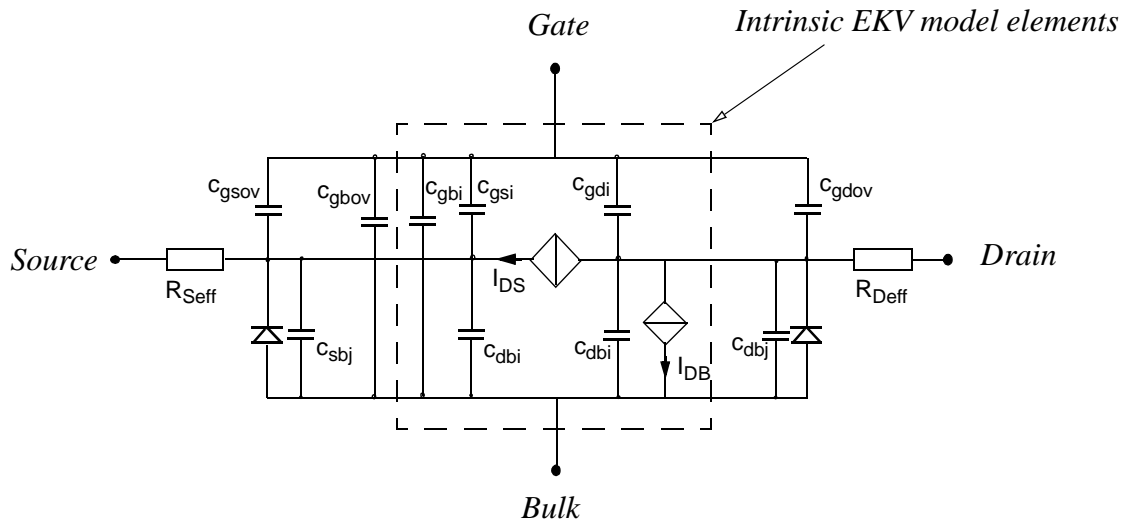 Gate
Intrinsic EKV model elements
cgsov
cgbov
cgbi
cgsi
cgdi
cgdov
Source
Drain
RSeff
IDS
RDeff
csbj
cdbi
cdbi
IDB
cdbj
Bulk